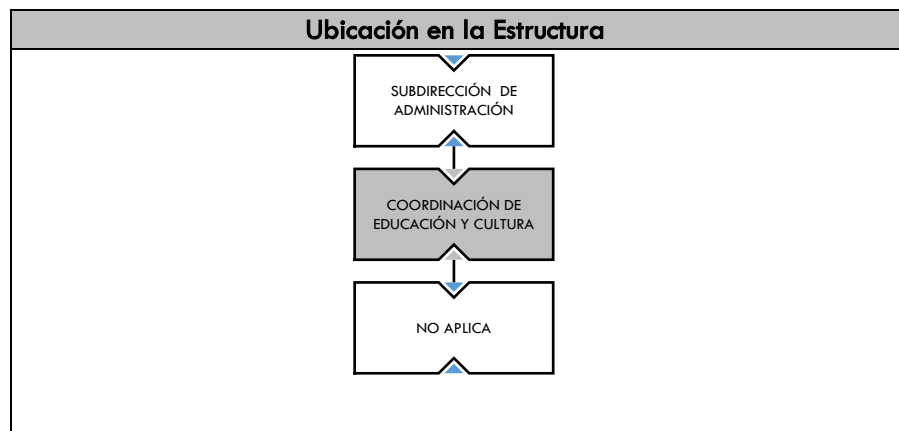 Ubicación en la Estructura
SUBDIRECCIÓN DE
ADMINISTRACIÓN
COORDINACIÓN DE
EDUCACIÓN Y CULTURA
NO APLICA